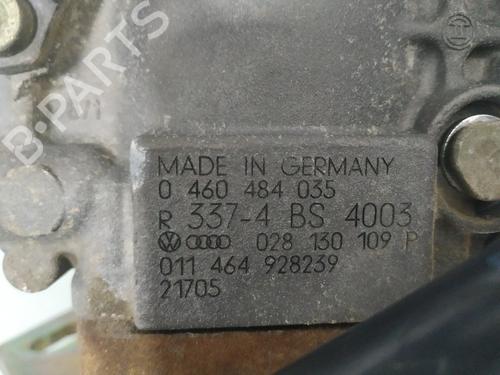 B-PARTS
MADE IN GERMANY
0 460 484 035
R 337-4 BS 4003
028 130 109 P
011 464 928239
21705